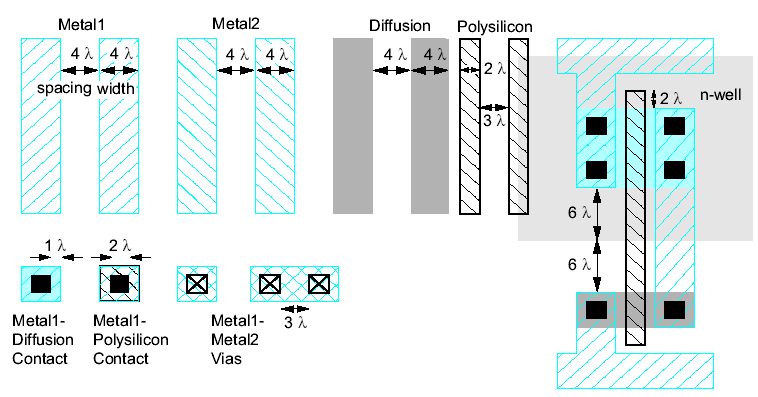 Metal1
Metal2
Diffusion
Polysilicon
4 λ
4 λ
4 λ
4 λ
4 λ
4 λ
2 λ
spacing width
3 λ
2 λ
n-well
6 λ
6 λ
1 λ
2 λ
3 λ
Metal1-
Diffusion
Contact
Metal1-
Polysilicon
Contact
Metal1-
Metal2
Vias